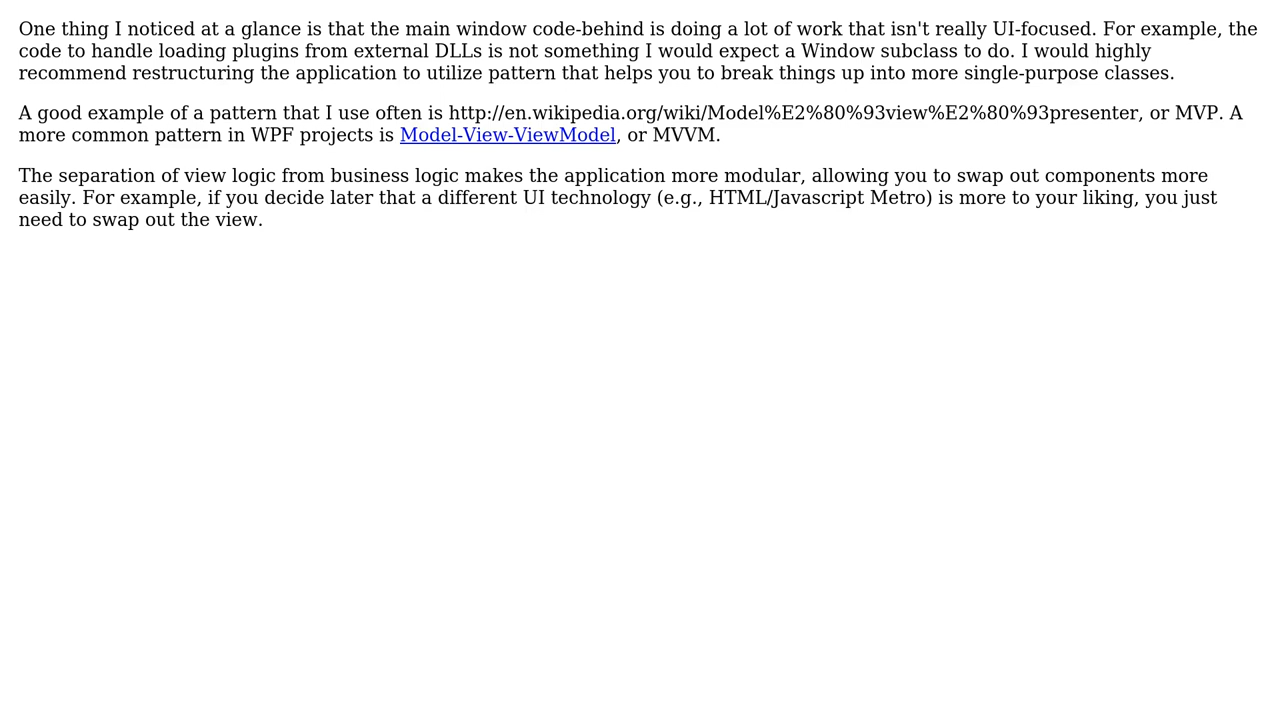 One thing I noticed at a glance is that the main window code-behind is doing a lot of work that isn't really UI-focused. For example, the
code to handle loading plugins from external DLLs is not something I would expect a Window subclass to do. I would highly
recommend restructuring the application to utilize pattern that helps you to break things up into more single-purpose classes.
A good example of a pattern that I use often is http://en.wikipedia.org/wiki/Model%E2%80%93view%E2%80%93presenter, or MVP. A
more common pattern in WPF projects is Model-View-ViewModel, or MVVM.
The separation of view logic from business logic makes the application more modular, allowing you to swap out components more
easily. For example, if you decide later that a different UI technology (e.g., HTML/Javascript Metro) is more to your liking, you just
need to swap out the view.